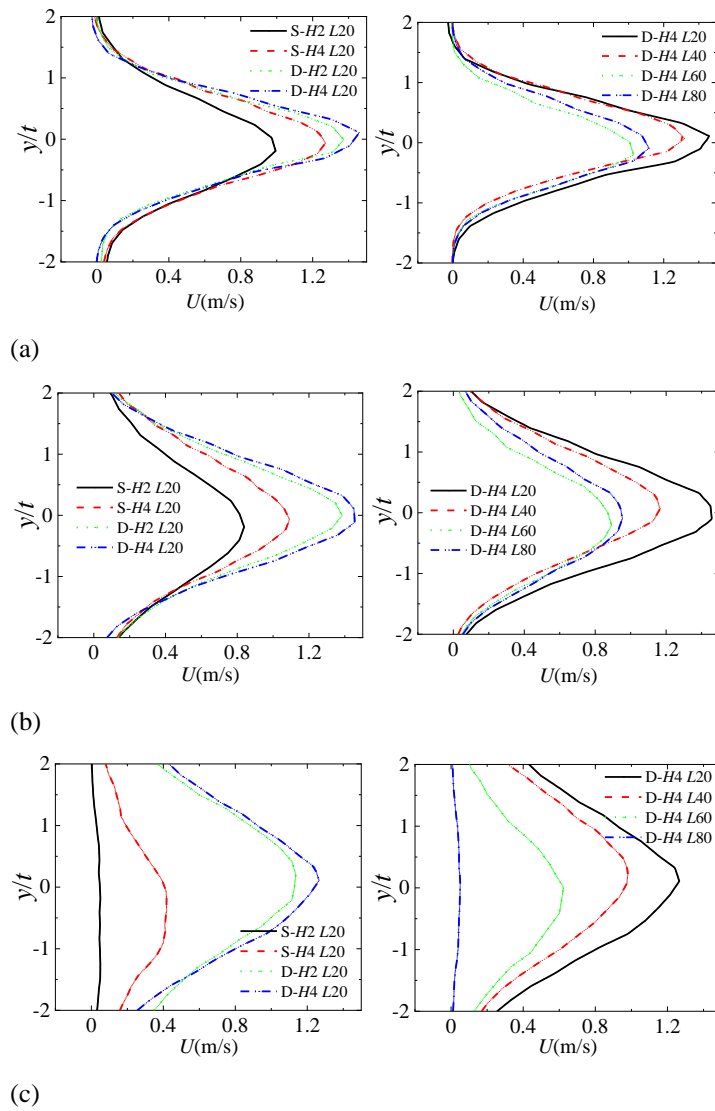 2
1
0
-1
-2
y/t
S-H2 L20
S-H4 L20
D-H2 L20
D-H4 L20
0 0.4 0.8 1.2
U(m/s)
2
1
0
-1
-2
y/t
D-H4 L20
D-H4 L40
D-H4 L60
D-H4 L80
0 0.4 0.8 1.2
U(m/s)
(a)
2
1
0
-1
-2
y/t
S-H2 L20
S-H4 L20
D-H2 L20
D-H4 L20
0 0.4 0.8 1.2
U(m/s)
2
1
0
-1
-2
y/t
D-H4 L20
D-H4 L40
D-H4 L60
D-H4 L80
0 0.4 0.8 1.2
U(m/s)
(b)
2
1
0
-1
-2
y/t
S-H2 L20
S-H4 L20
D-H2 L20
D-H4 L20
0 0.4 0.8 1.2
U(m/s)
2
1
0
-1
-2
y/t
D-H4 L20
D-H4 L40
D-H4 L60
D-H4 L80
0 0.4 0.8 1.2
U(m/s)
(c)